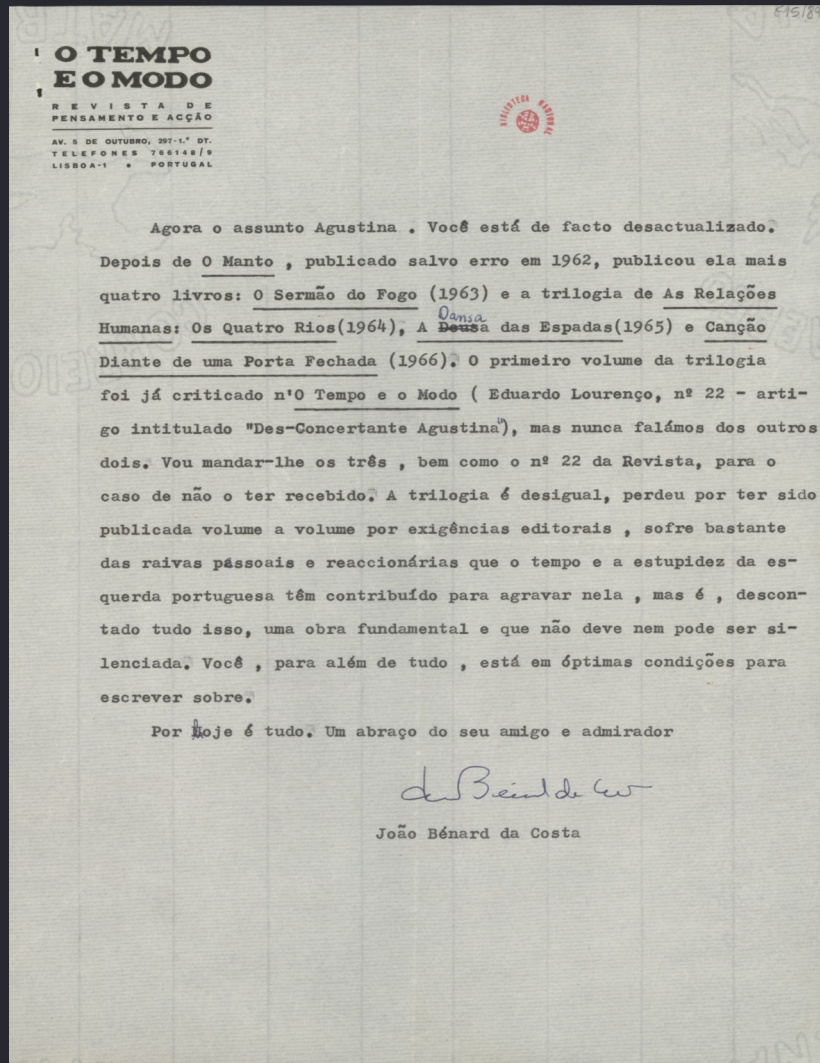 E15/89
O TEMPO
E O MODO
REVISTA DE
PENSAMENTO E ACÇÃO
AV. 5 DE OUTUBRO, 297-1.º DT.
TELEFONES 766148/9
LISBOA-1 • PORTUGAL
BIBLIOTECA NACIONAL
Agora o assunto Agustina . Você está de facto desactualizado.
Depois de O Manto , publicado salvo erro em 1962, publicou ela mais
quatro livros: O Sermão do Fogo (1963) e a trilogia de As Relações
Dansa
Humanas: Os Quatro Rios(1964), A Deusa das Espadas(1965) e Canção
Diante de uma Porta Fechada (1966). O primeiro volume da trilogia
foi já criticado n'O Tempo e o Modo ( Eduardo Lourenço, nº 22 - arti-
go intitulado "Des-Concertante Agustina"), mas nunca falámos dos outros
dois. Vou mandar-lhe os três , bem como o nº 22 da Revista, para o
caso de não o ter recebido. A trilogia é desigual, perdeu por ter sido
publicada volume a volume por exigências editorais , sofre bastante
das raivas pessoais e reaccionárias que o tempo e a estupidez da es-
querda portuguesa têm contribuído para agravar nela , mas é , descon-
tado tudo isso, uma obra fundamental e que não deve nem pode ser si-
lenciada. Você , para além de tudo , está em óptimas condições para
escrever sobre.
Por hoje é tudo. Um abraço do seu amigo e admirador
João Bénard da Costa